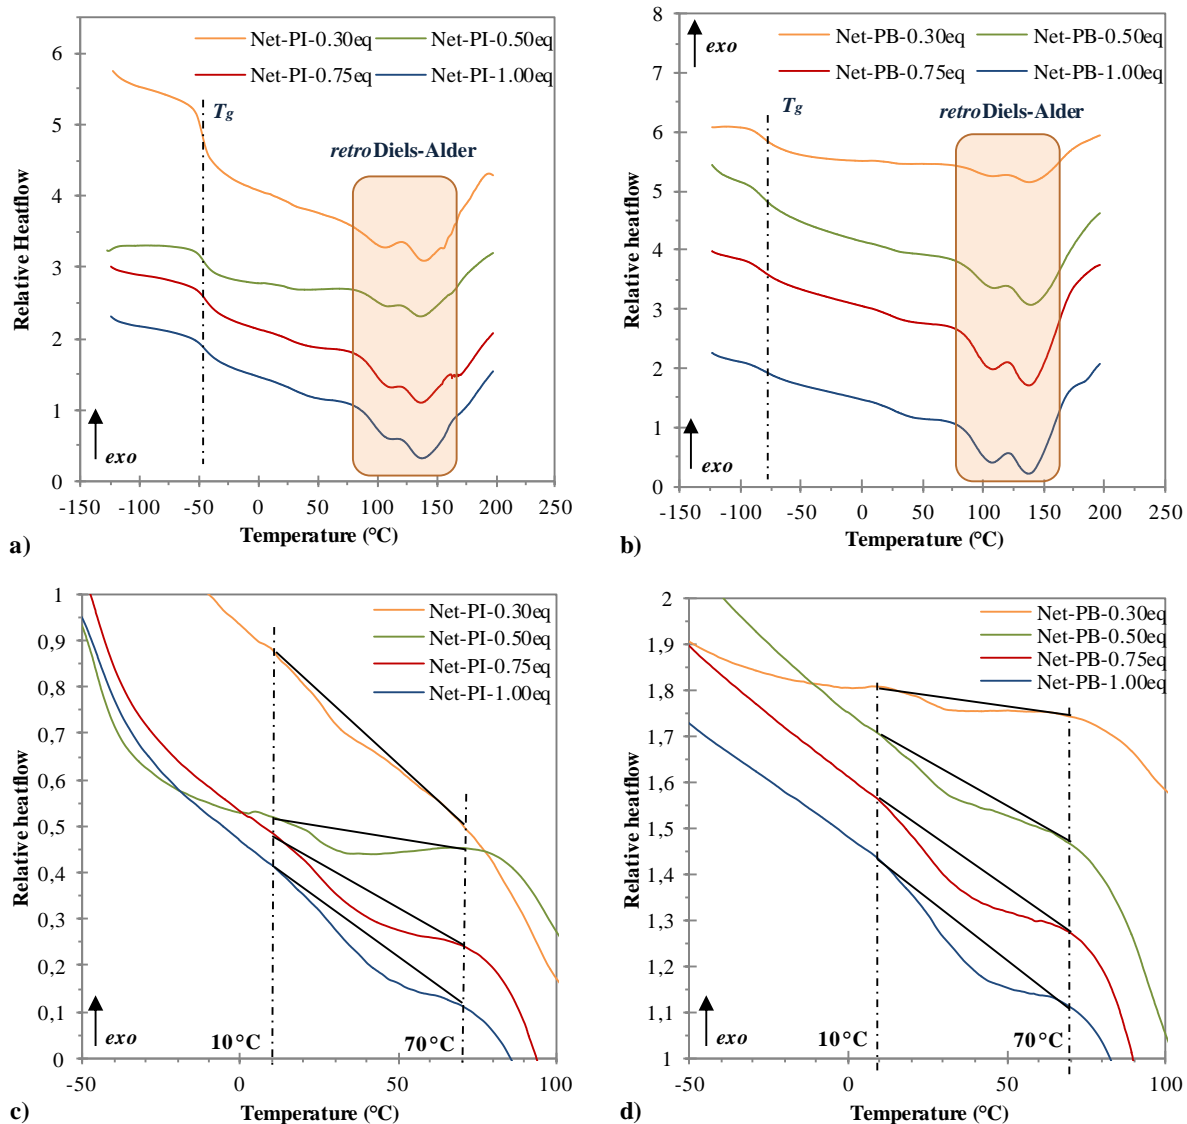 Net-PI-0.30eq Net-PI-0.50eq
Net-PI-0.75eq Net-PI-1.00eq
Tg
retroDiels-Alder
exo
Relative Heatflow
6
5
4
3
2
1
0
-150 -100 -50 0 50 100 150 200 250
Temperature (°C)
a)
exo
Net-PB-0.30eq Net-PB-0.50eq
Net-PB-0.75eq Net-PB-1.00eq
Tg
retroDiels-Alder
exo
Relative heatflow
8
7
6
5
4
3
2
1
0
-150 -100 -50 0 50 100 150 200 250
Temperature (°C)
b)
Net-PI-0.30eq
Net-PI-0.50eq
Net-PI-0.75eq
Net-PI-1.00eq
Relative heatflow
1
0,9
0,8
0,7
0,6
0,5
0,4
0,3
0,2
0,1
0
exo
10°C 70°C
-50 0 50 100
Temperature (°C)
c)
Net-PB-0.30eq
Net-PB-0.50eq
Net-PB-0.75eq
Net-PB-1.00eq
Relative heatflow
2
1,9
1,8
1,7
1,6
1,5
1,4
1,3
1,2
1,1
1
exo
10°C 70°C
-50 0 50 100
Temperature (°C)
d)